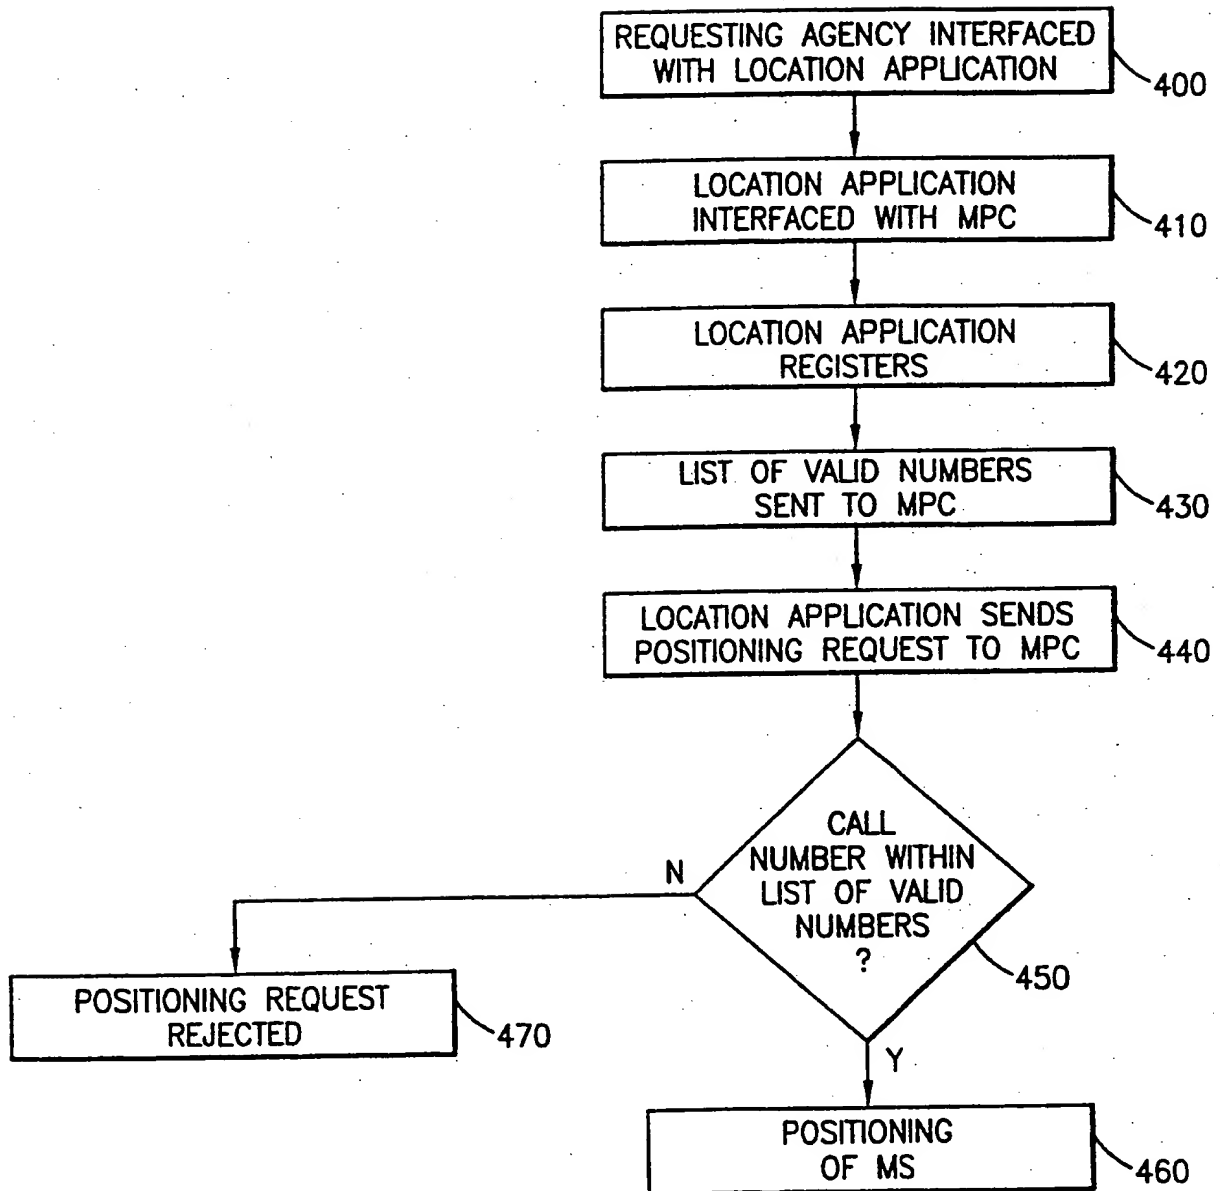 REQUESTING AGENCY INTERFACED
WITH LOCATION APPLICATION
400
LOCATION APPLICATION
INTERFACED WITH MPC
410
LOCATION APPLICATION
REGISTERS
420
LIST OF VALID NUMBERS
SENT TO MPC
430
LOCATION APPLICATION SENDS
POSITIONING REQUEST TO MPC
440
CALL
NUMBER WITHIN
LIST OF VALID
NUMBERS
?
450
N
POSITIONING REQUEST
REJECTED
470
Y
POSITIONING
OF MS
460